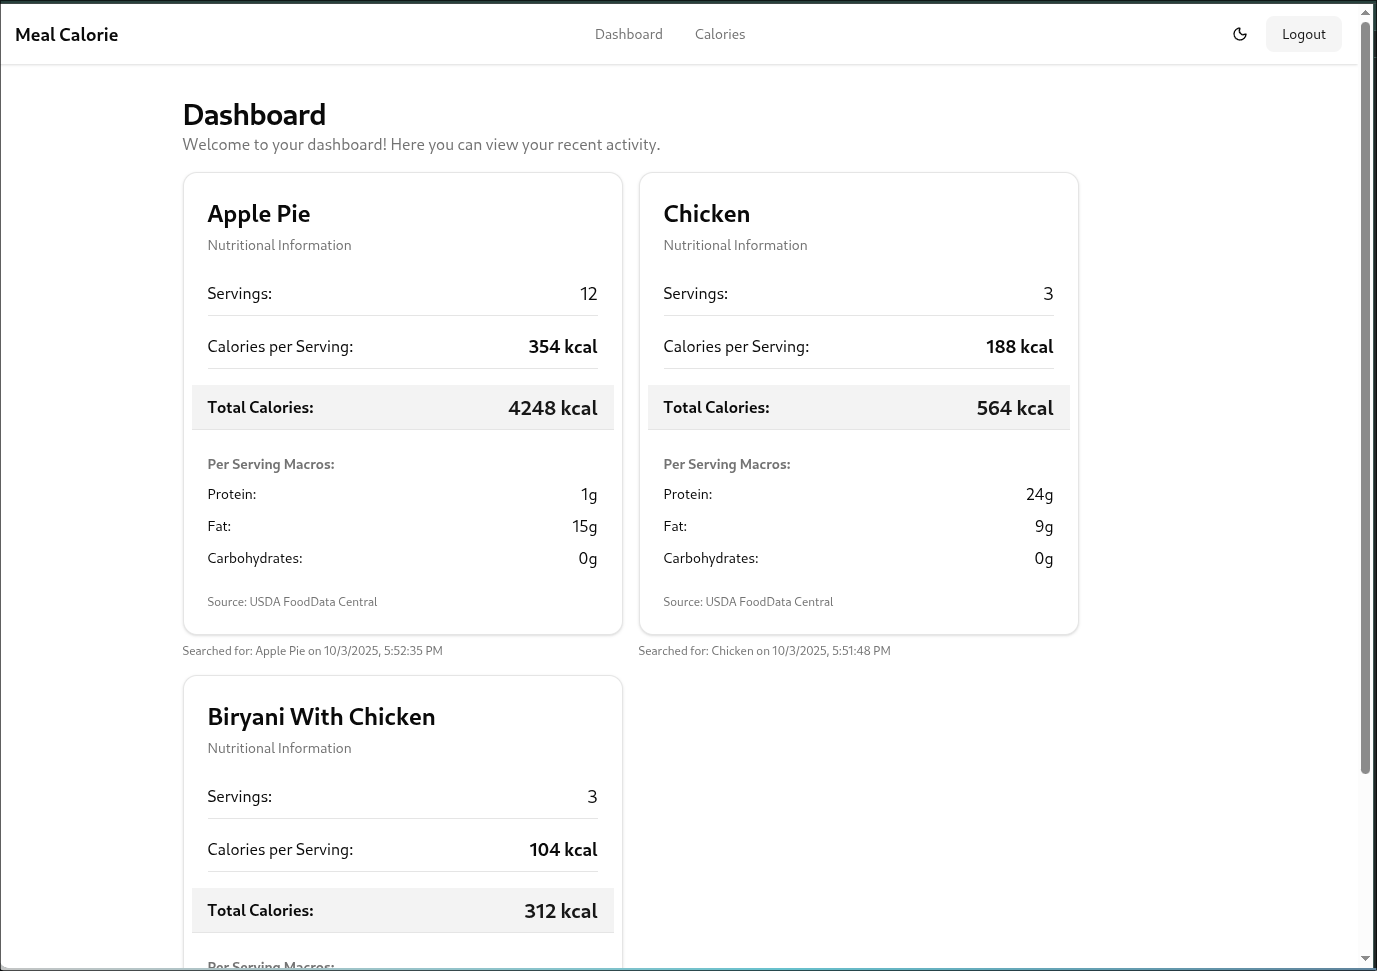 Meal Calorie
Dashboard
Calories
Logout
Dashboard
Welcome to your dashboard! Here you can view your recent activity.
Apple Pie
Nutritional Information
Servings: 12
Calories per Serving: 354 kcal
Total Calories: 4248 kcal
Per Serving Macros:
Protein: 1g
Fat: 15g
Carbohydrates: 0g
Source: USDA FoodData Central
Searched for: Apple Pie on 10/3/2025, 5:52:35 PM
Chicken
Nutritional Information
Servings: 3
Calories per Serving: 188 kcal
Total Calories: 564 kcal
Per Serving Macros:
Protein: 24g
Fat: 9g
Carbohydrates: 0g
Source: USDA FoodData Central
Searched for: Chicken on 10/3/2025, 5:51:48 PM
Biryani With Chicken
Nutritional Information
Servings: 3
Calories per Serving: 104 kcal
Total Calories: 312 kcal
Per Serving Macros: